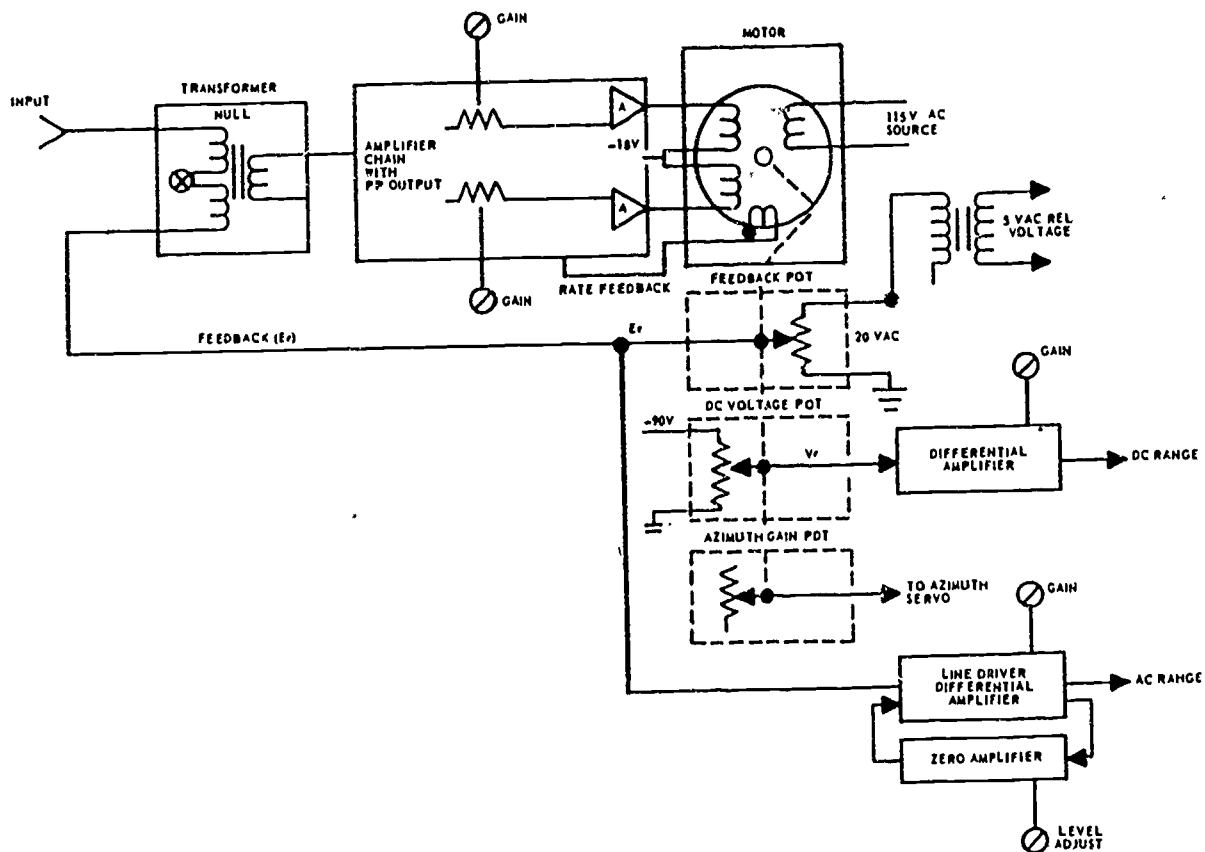 GAIN
MOTOR
TRANSFORMER
NULL
INPUT
115V AC
SOURCE
AMPLIFIER
CHAIN
WITH
PP OUTPUT
A
-18V
A
5 VAC REL
VOLTAGE
RATE FEEDBACK
FEEDBACK POT
GAIN
FEEDBACK (Er)
Er
20 VAC
GAIN
DC VOLTAGE POT
-90V
Vr
DIFFERENTIAL
AMPLIFIER
DC RANGE
AZIMUTH GAIN POT
TO AZIMUTH
SERVO
GAIN
LINE DRIVER
DIFFERENTIAL
AMPLIFIER
AC RANGE
ZERO AMPLIFIER
LEVEL
ADJUST